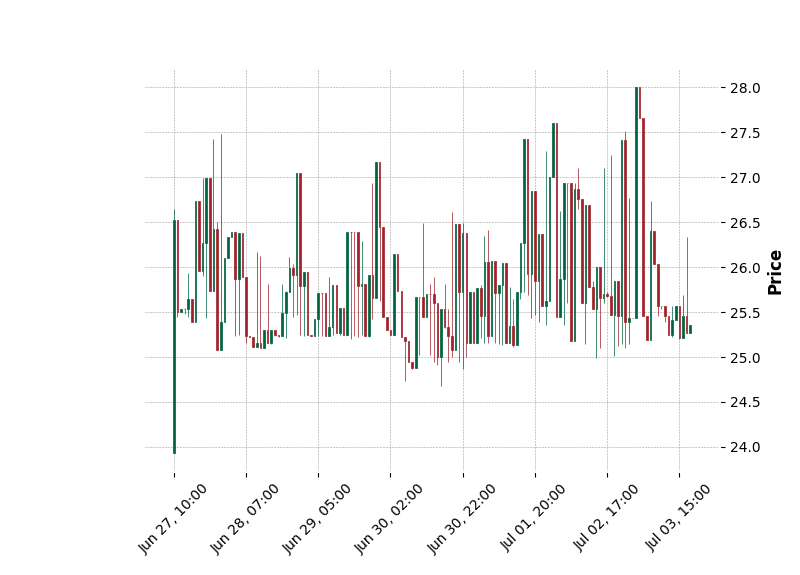 28.0
27.5
27.0
26.5
26.0
25.5
25.0
24.5
24.0
Price
Jun 27, 10:00
Jun 28, 07:00
Jun 29, 05:00
Jun 30, 02:00
Jun 30, 22:00
Jul 01, 20:00
Jul 02, 17:00
Jul 03, 15:00